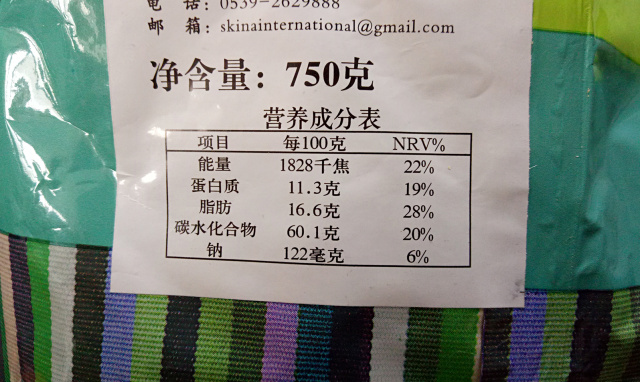 电 话：0539-2629888
邮 箱：skinainternational@gmail.com
净含量：750克
营养成分表
项目 每100克 NRV%
能量 1828千焦 22%
蛋白质 11.3克 19%
脂肪 16.6克 28%
碳水化合物 60.1克 20%
钠 122毫克 6%